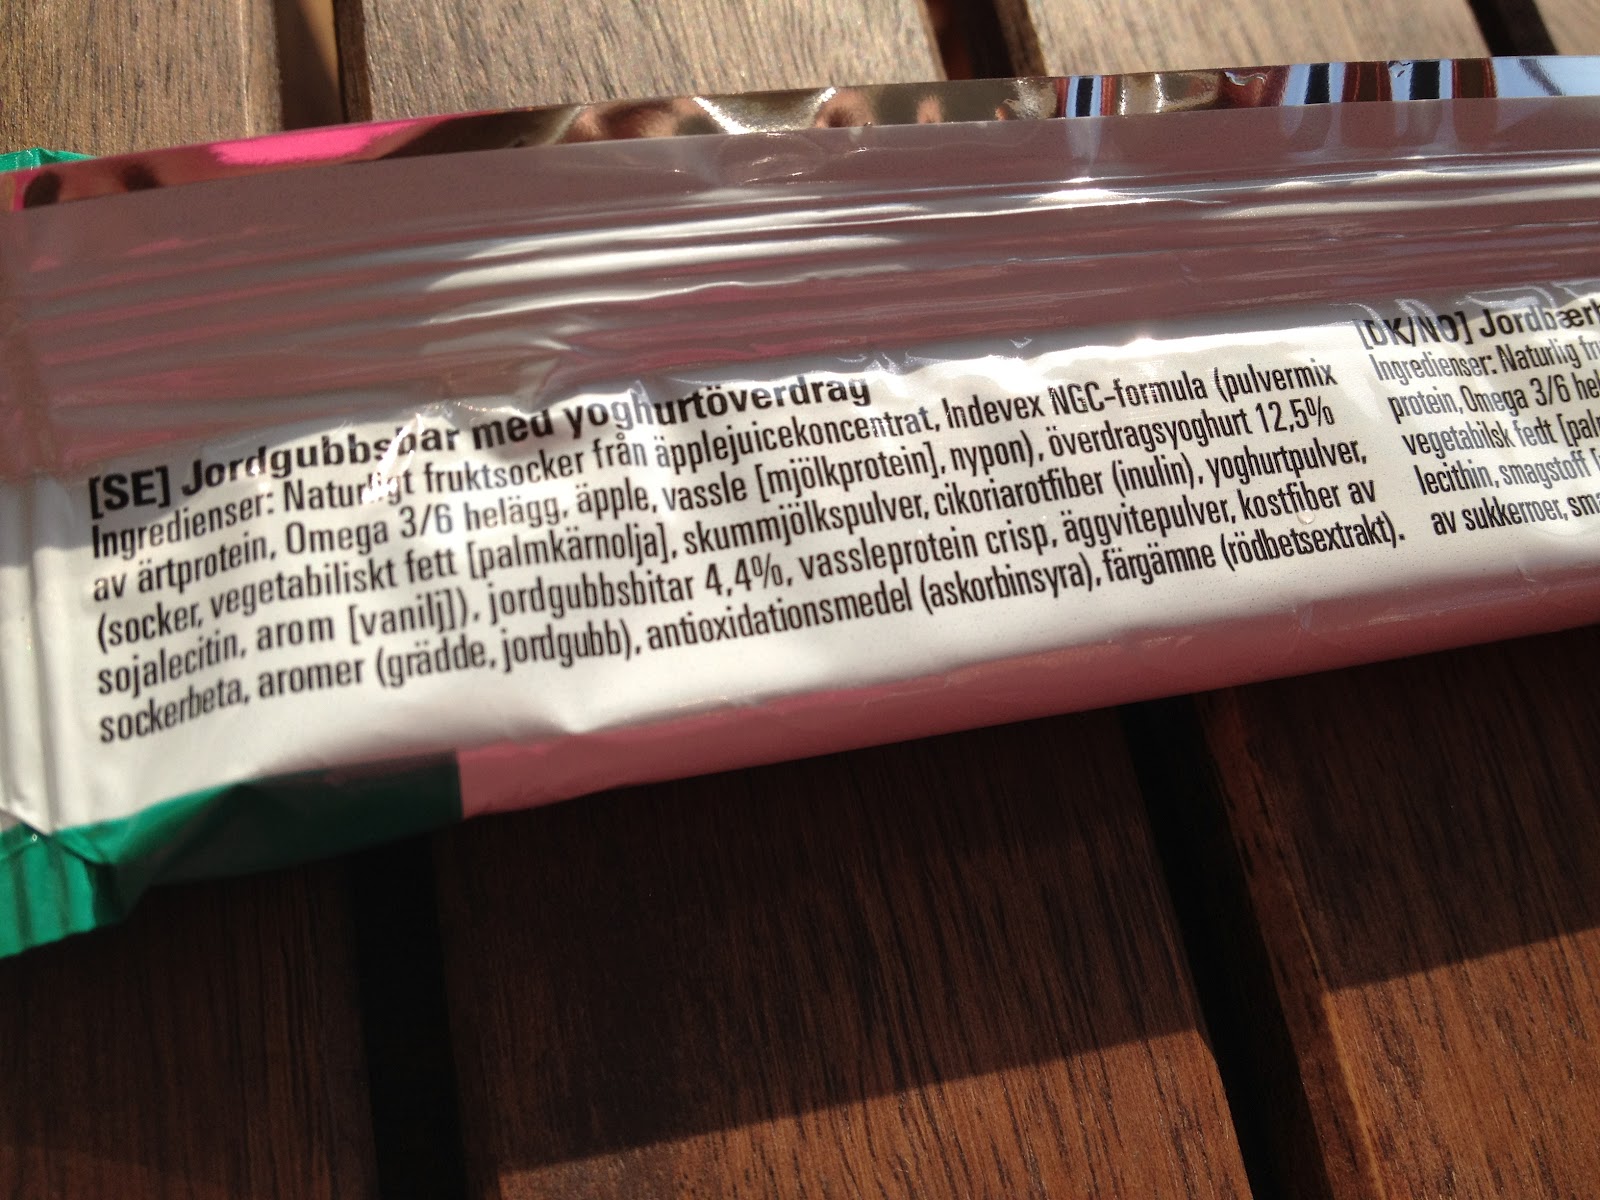 [SE] Jordgubbsbar med yoghurtöverdrag
Ingredienser: Naturligt fruktsocker från äpplejuicekoncentrat, Indevex NGC-formula (pulvermix
av ärtprotein, Omega 3/6 helägg, äpple, vassle [mjölkprotein], nypon), överdragsyoghurt 12,5%
(socker, vegetabiliskt fett [palmkärnolja], skummjölkspulver, cikoriarotfiber (inulin), yoghurtpulver,
sojalecitin, arom [vanilj]), jordgubbsbitar 4,4%, vassleprotein crisp, äggvitepulver, kostfiber av
sockerbeta, aromer (grädde, jordgubb), antioxidationsmedel (askorbinsyra), färgämne (rödbetsextrakt).
[DK/NO] Jordbær
Ingredienser: Naturlig
protein, Omega 3/6
vegetabilsk fedt
lecithin, smagstoff
av sukkerroer,